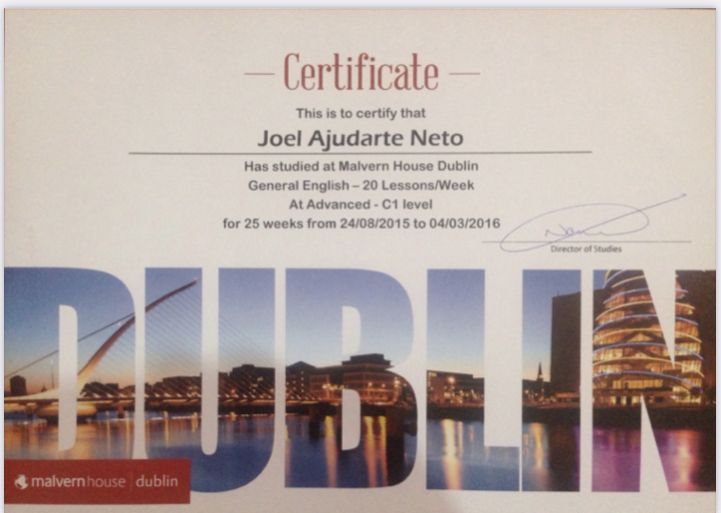 Certificate
This is to certify that
Joel Ajudarte Neto
Has studied at Malvern House Dublin
General English – 20 Lessons/Week
At Advanced - C1 level
for 25 weeks from 24/08/2015 to 04/03/2016
Director of Studies
DUBLIN
malvernhouse | dublin